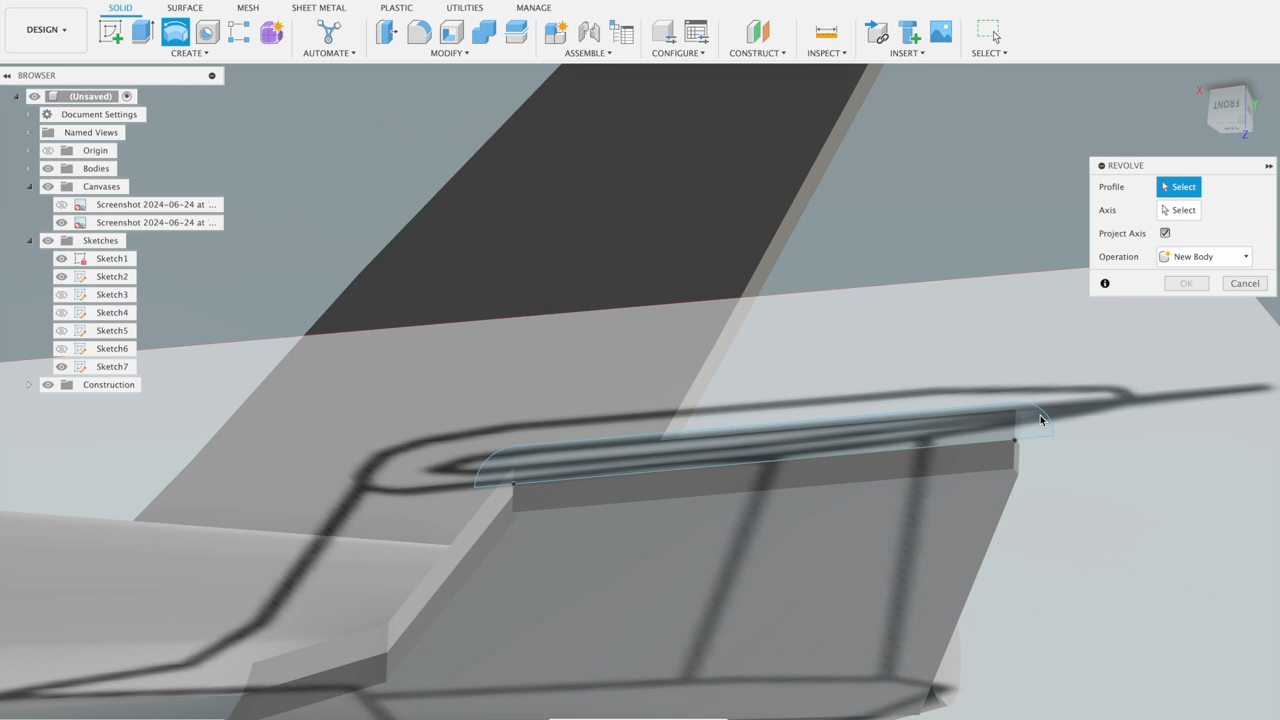 SOLID SURFACE MESH SHEET METAL PLASTIC UTILITIES MANAGE
DESIGN
CREATE AUTOMATE MODIFY ASSEMBLE CONFIGURE CONSTRUCT INSPECT INSERT SELECT
BROWSER
(Unsaved)
Document Settings
Named Views
Origin
Bodies
Canvases
Screenshot 2024-06-24 at ...
Screenshot 2024-06-24 at ...
Sketches
Sketch1
Sketch2
Sketch3
Sketch4
Sketch5
Sketch6
Sketch7
Construction
X
FRONT
Y
Z
REVOLVE
Profile Select
Axis Select
Project Axis
Operation New Body
OK Cancel